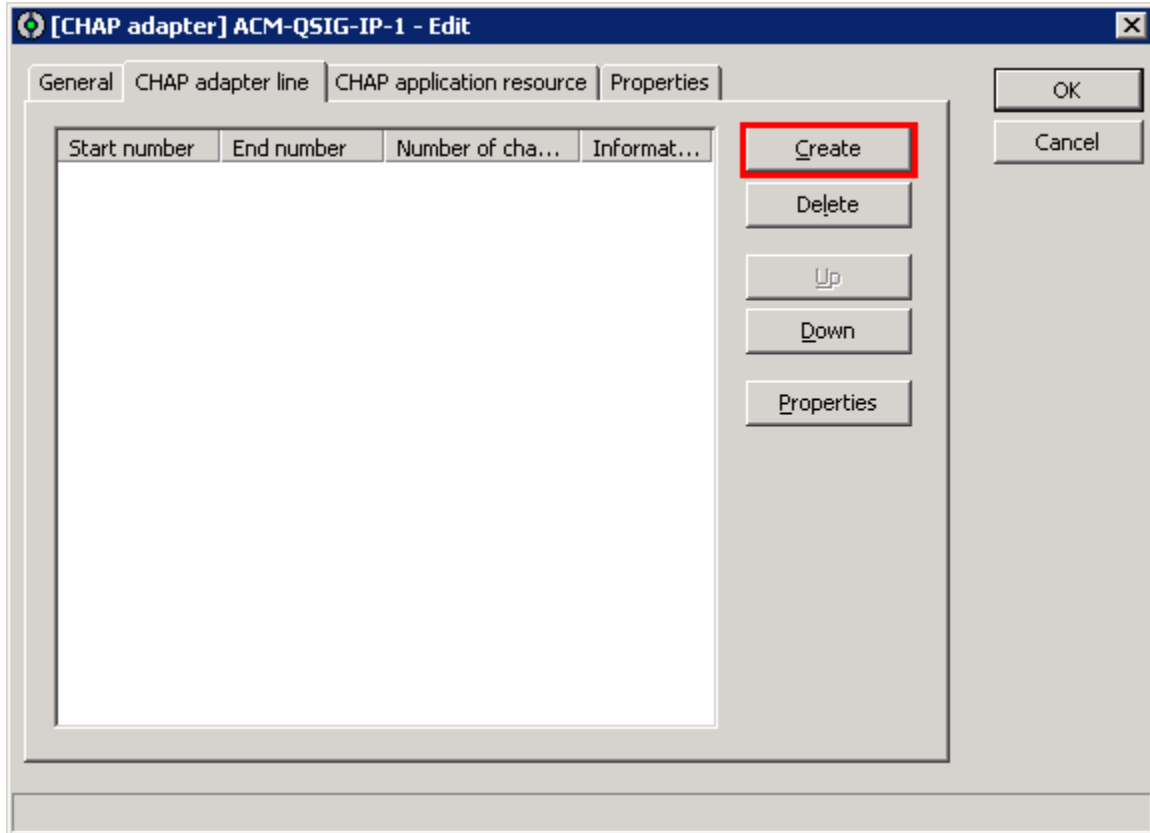 [CHAP adapter] ACM-QSIG-IP-1 - Edit
General CHAP adapter line CHAP application resource Properties
OK
Cancel
Start number End number Number of cha... Informat...
Create
Delete
Up
Down
Properties